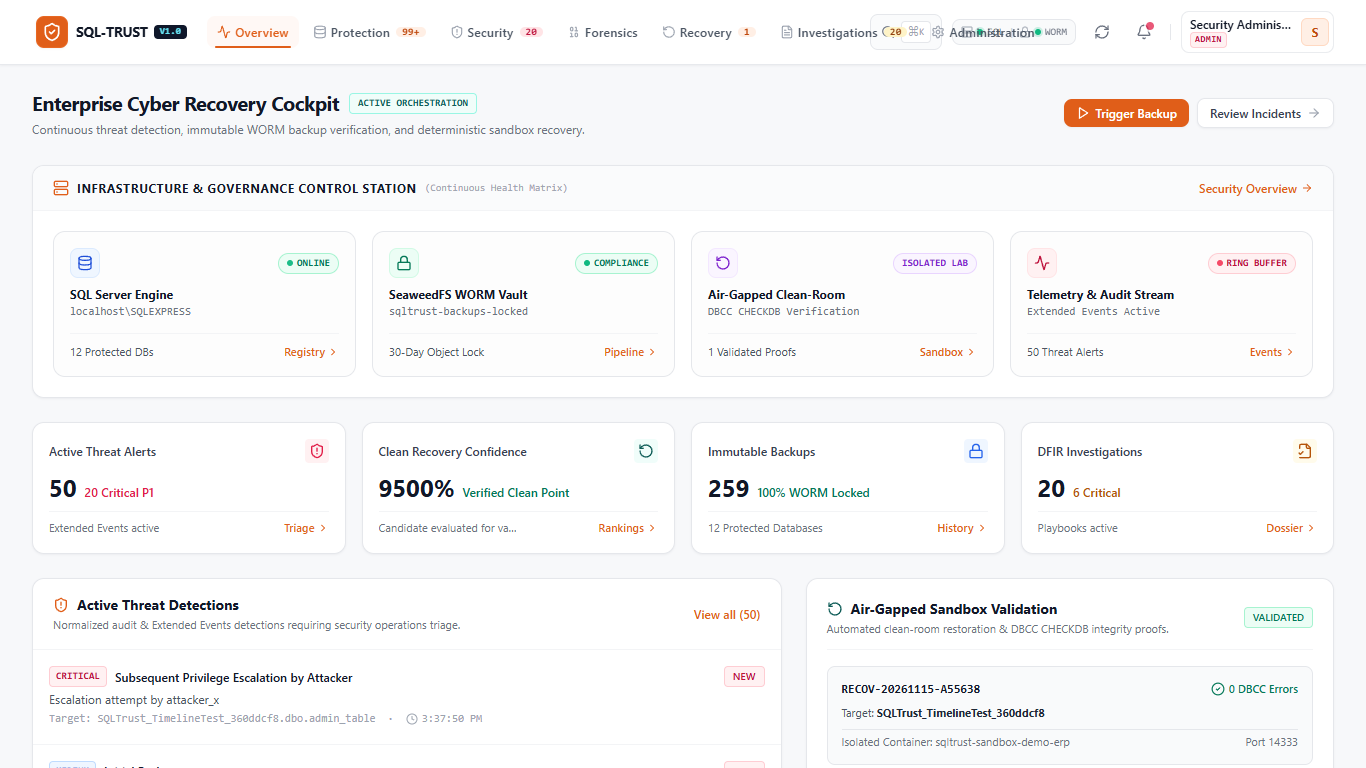 SQL-TRUST V1.0 Overview Protection 99+ Security 20 Forensics Recovery 1 Investigations 20 ⌘K Administration WORM Security Adminis... S
ADMIN
Enterprise Cyber Recovery Cockpit ACTIVE ORCHESTRATION
Continuous threat detection, immutable WORM backup verification, and deterministic sandbox recovery.
Trigger Backup Review Incidents
INFRASTRUCTURE & GOVERNANCE CONTROL STATION (Continuous Health Matrix) Security Overview
ONLINE
SQL Server Engine
localhost\SQLEXPRESS
12 Protected DBs Registry
COMPLIANCE
SeaweedFS WORM Vault
sqltrust-backups-locked
30-Day Object Lock Pipeline
ISOLATED LAB
Air-Gapped Clean-Room
DBCC CHECKDB Verification
1 Validated Proofs Sandbox
RING BUFFER
Telemetry & Audit Stream
Extended Events Active
50 Threat Alerts Events
Active Threat Alerts
50 20 Critical P1
Extended Events active Triage
Clean Recovery Confidence
9500% Verified Clean Point
Candidate evaluated for va... Rankings
Immutable Backups
259 100% WORM Locked
12 Protected Databases History
DFIR Investigations
20 6 Critical
Playbooks active Dossier
Active Threat Detections
Normalized audit & Extended Events detections requiring security operations triage.
View all (50)
CRITICAL Subsequent Privilege Escalation by Attacker NEW
Escalation attempt by attacker_x
Target: SQLTrust_TimelineTest_360ddcf8.dbo.admin_table · 3:37:50 PM
Air-Gapped Sandbox Validation
Automated clean-room restoration & DBCC CHECKDB integrity proofs.
VALIDATED
RECOV-20261115-A55638 0 DBCC Errors
Target: SQLTrust_TimelineTest_360ddcf8
Isolated Container: sqltrust-sandbox-demo-erp Port 14333